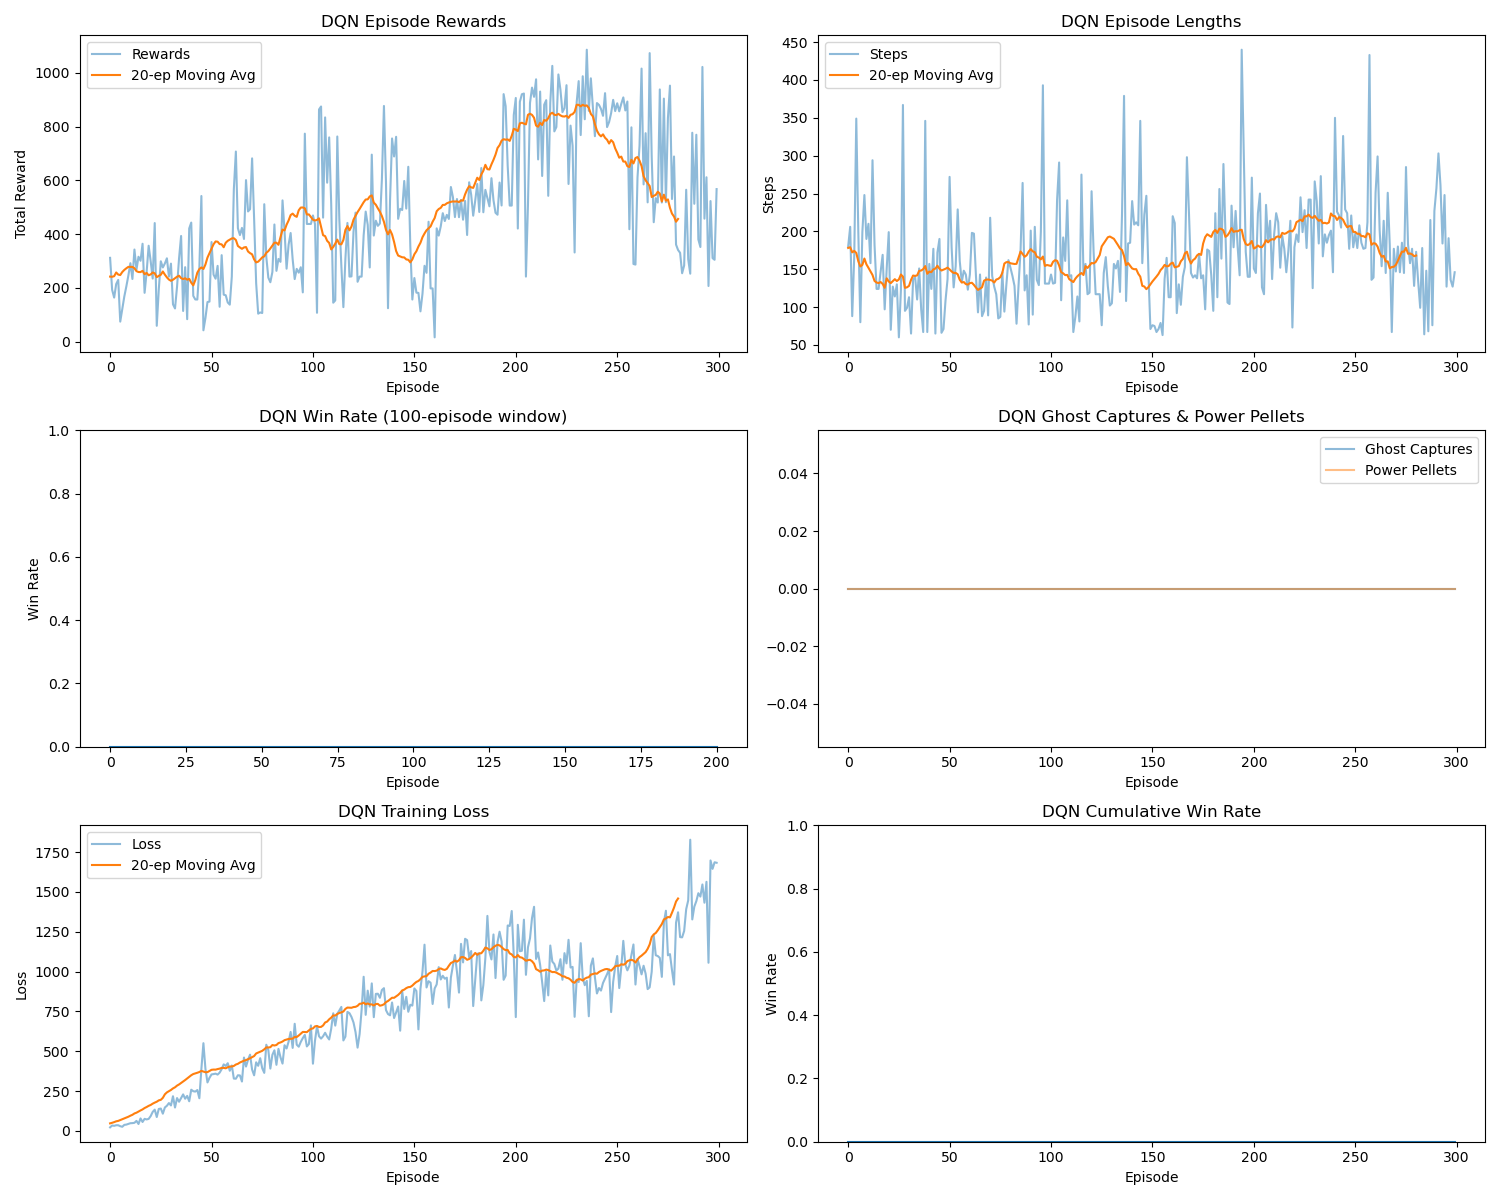 DQN Episode Rewards
Rewards
20-ep Moving Avg
Total Reward
1000
800
600
400
200
0
0 50 100 150 200 250 300
Episode
DQN Episode Lengths
Steps
20-ep Moving Avg
Steps
450
400
350
300
250
200
150
100
50
0 50 100 150 200 250 300
Episode
DQN Win Rate (100-episode window)
Win Rate
1.0
0.8
0.6
0.4
0.2
0.0
0 25 50 75 100 125 150 175 200
Episode
DQN Ghost Captures & Power Pellets
Ghost Captures
Power Pellets
0.04
0.02
0.00
−0.02
−0.04
0 50 100 150 200 250 300
Episode
DQN Training Loss
Loss
20-ep Moving Avg
Loss
1750
1500
1250
1000
750
500
250
0
0 50 100 150 200 250 300
Episode
DQN Cumulative Win Rate
Win Rate
1.0
0.8
0.6
0.4
0.2
0.0
0 50 100 150 200 250 300
Episode